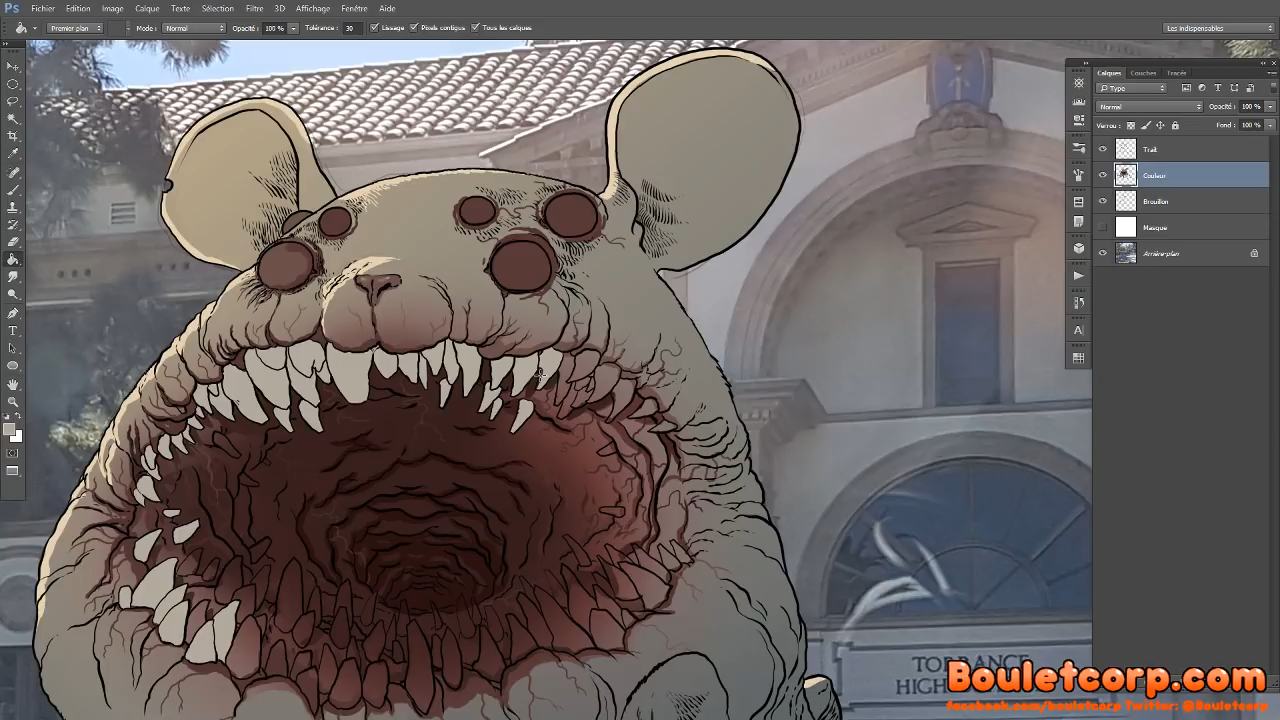 Ps Fichier Edition Image Calque Texte Sélection Filtre 3D Affichage Fenêtre Aide
Premier plan Mode : Normal Opacité : 100 % Tolérance : 30 Lissage Pixels contigus Tous les calques Les indispensables
Calques Couches Tracés
Type
Normal Opacité : 100 %
Verrou : Fond : 100 %
Trait
Couleur
Brouillon
Masque
Arrière-plan
TORRANCE
HIGH
Bouletcorp.com
facebook.com/bouletcorp Twitter: @Bouletcorp